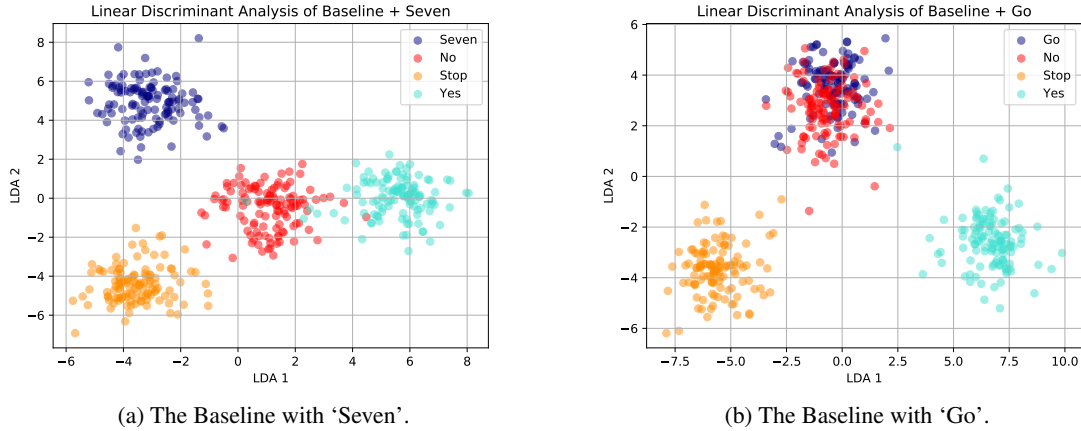 Linear Discriminant Analysis of Baseline + Seven
8
6
4
2
0
−2
−4
−6
LDA 2
Seven
No
Stop
Yes
−6 −4 −2 0 2 4 6 8
LDA 1
(a) The Baseline with ‘Seven’.
Linear Discriminant Analysis of Baseline + Go
6
4
2
0
−2
−4
−6
LDA 2
Go
No
Stop
Yes
−7.5 −5.0 −2.5 0.0 2.5 5.0 7.5 10.0
LDA 1
(b) The Baseline with ‘Go’.